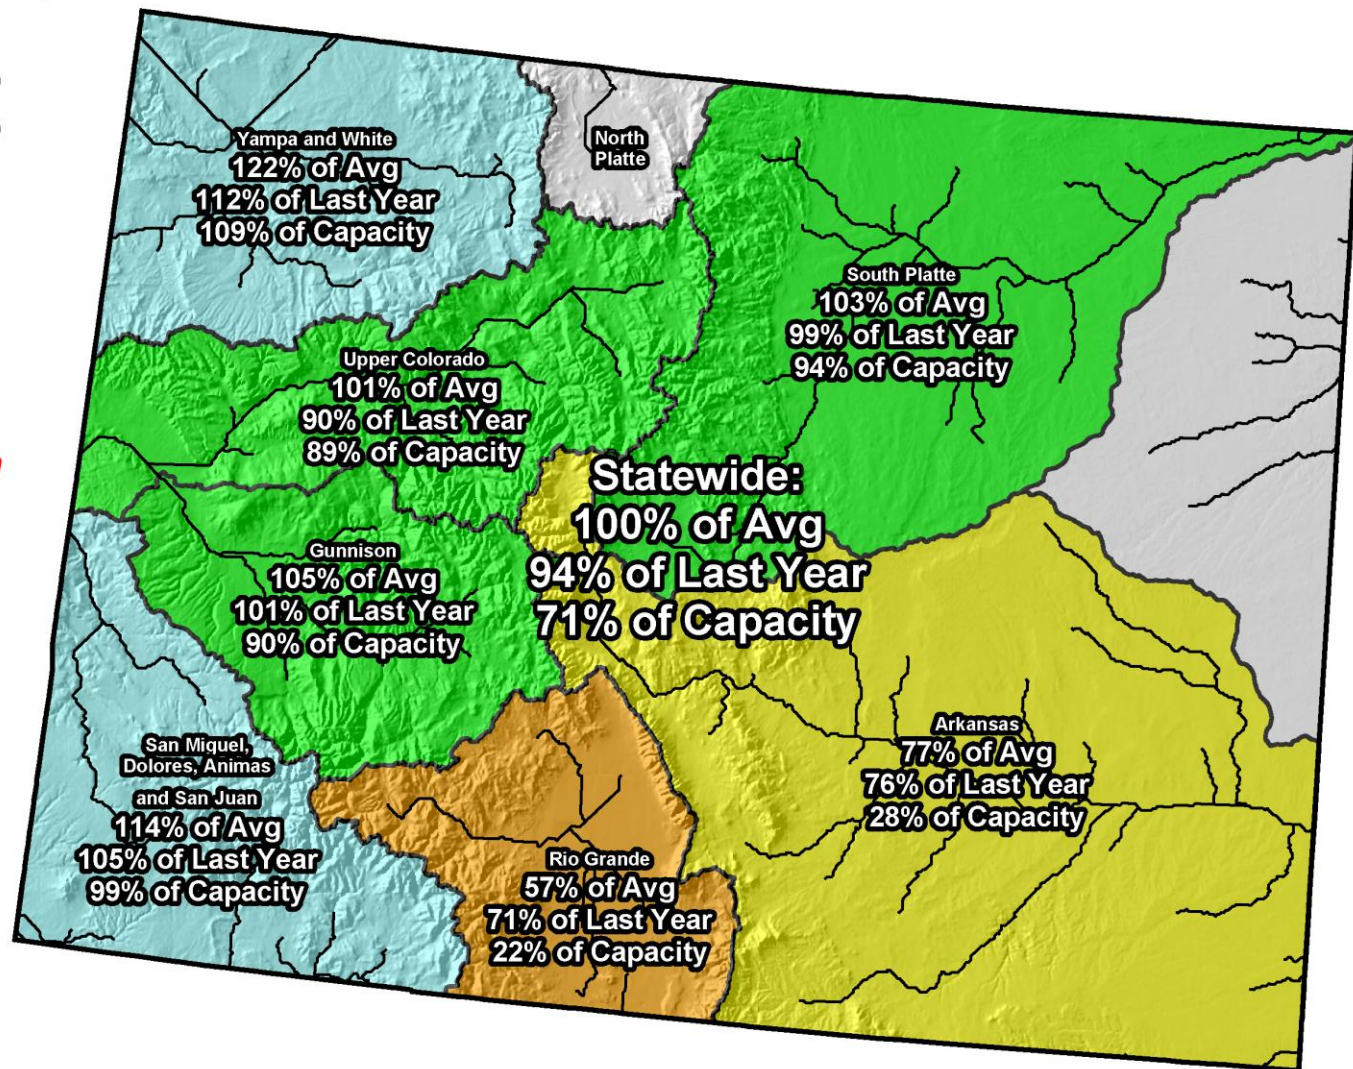 Yampa and White
122% of Avg
112% of Last Year
109% of Capacity
North
Platte
South Platte
103% of Avg
99% of Last Year
94% of Capacity
Upper Colorado
101% of Avg
90% of Last Year
89% of Capacity
Statewide:
100% of Avg
94% of Last Year
71% of Capacity
Gunnison
105% of Avg
101% of Last Year
90% of Capacity
San Miguel,
Dolores, Animas
and San Juan
114% of Avg
105% of Last Year
99% of Capacity
Rio Grande
57% of Avg
71% of Last Year
22% of Capacity
Arkansas
77% of Avg
76% of Last Year
28% of Capacity